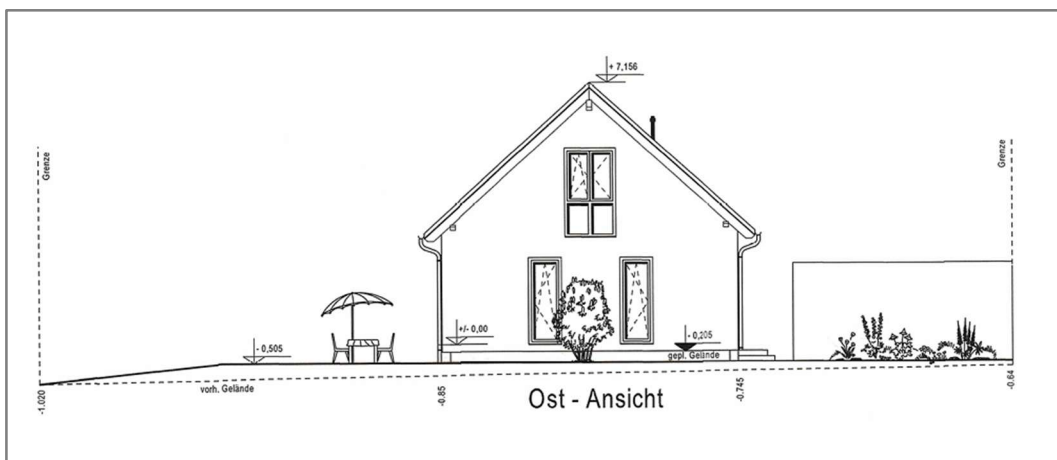 + 7,156
Grenze
Grenze
+/- 0,00
- 0,205
- 0,505
gepl. Gelände
vorh. Gelände
-1.020
-0.85
-0.745
-0.64
Ost - Ansicht